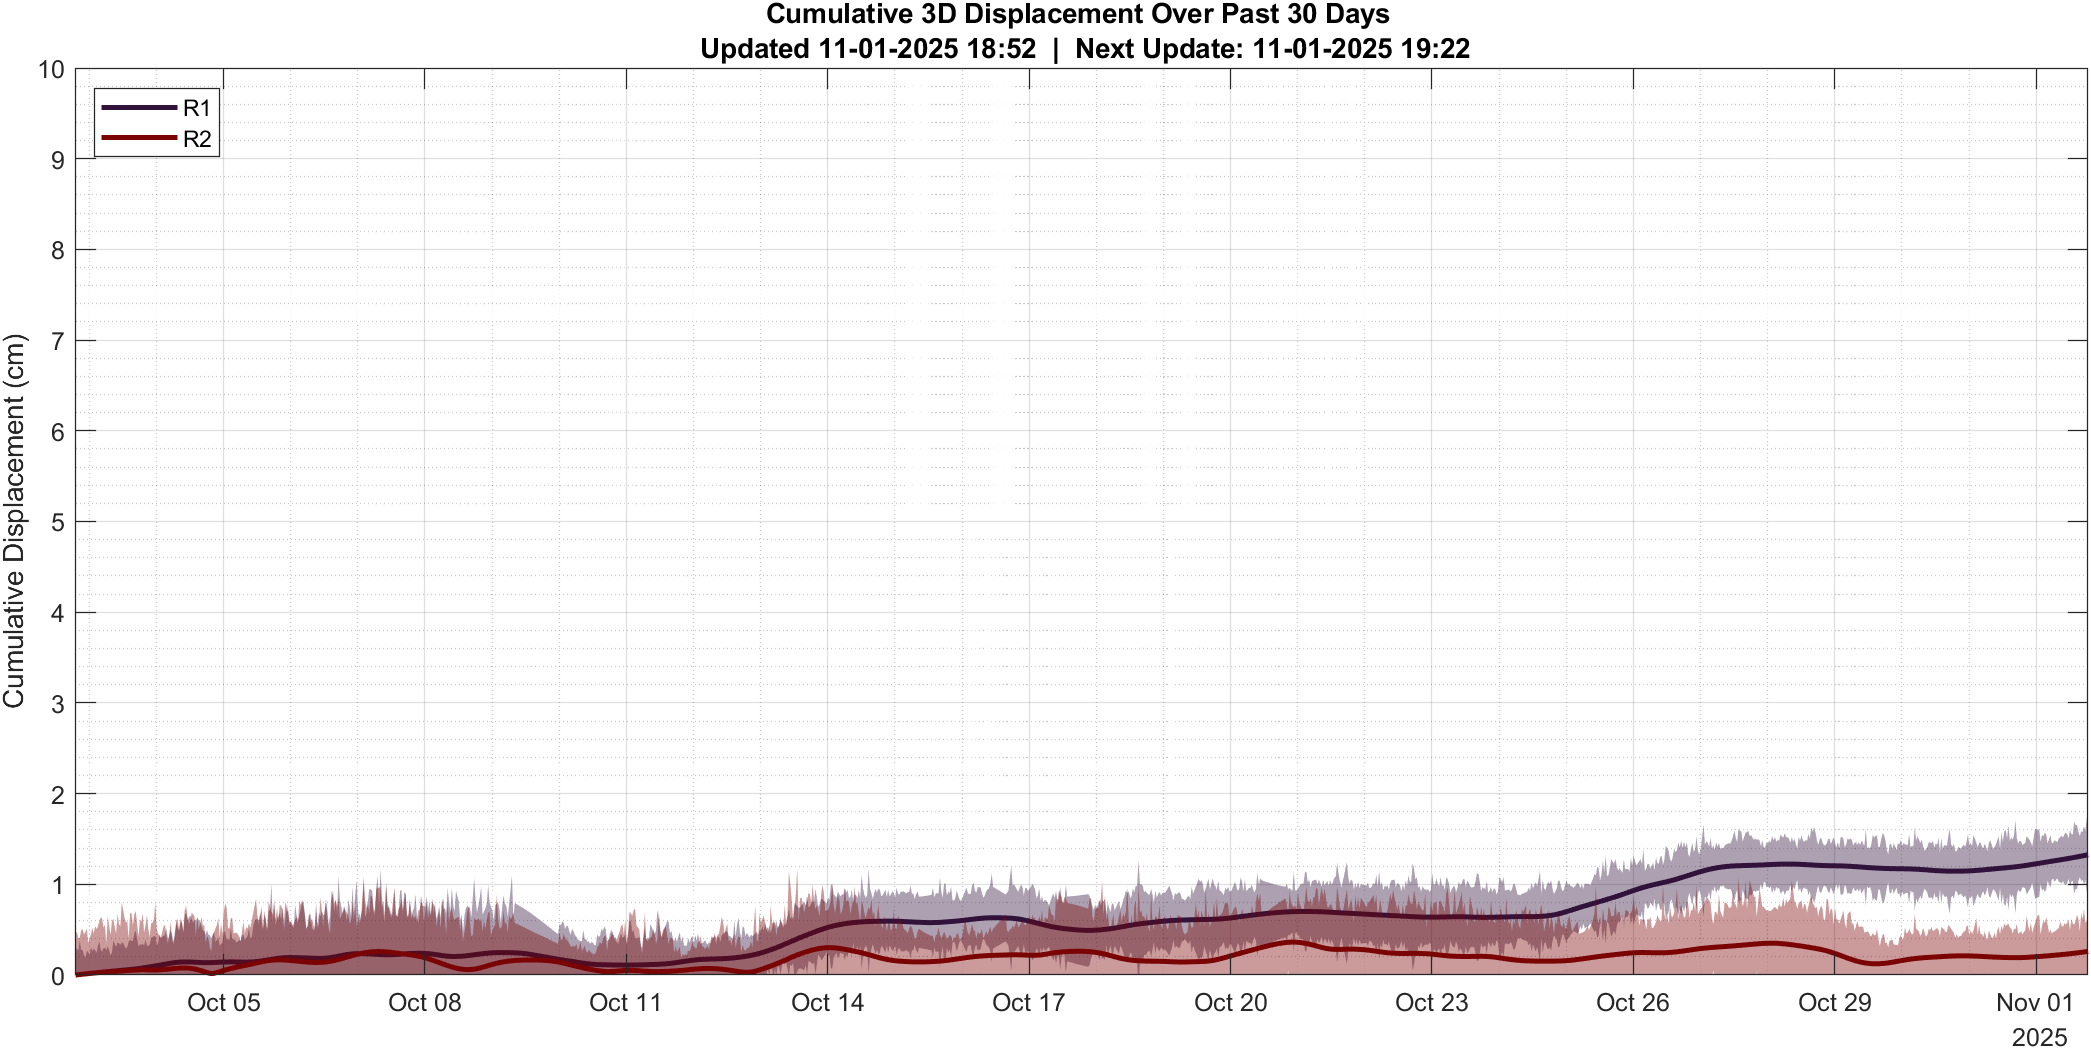 Cumulative 3D Displacement Over Past 30 Days
Updated 11-01-2025 18:52 | Next Update: 11-01-2025 19:22
R1
R2
Cumulative Displacement (cm)
10
9
8
7
6
5
4
3
2
1
0
Oct 05 Oct 08 Oct 11 Oct 14 Oct 17 Oct 20 Oct 23 Oct 26 Oct 29 Nov 01
2025